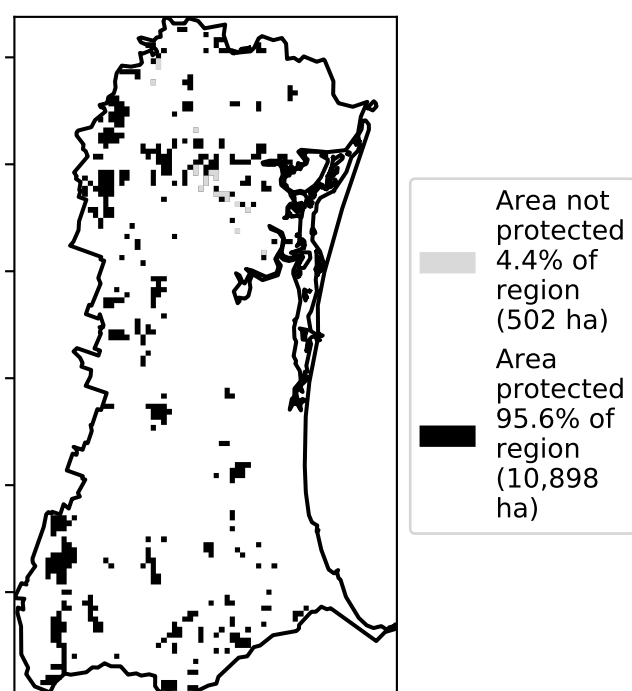 Area not
protected
4.4% of
region
(502 ha)
Area
protected
95.6% of
region
(10,898
ha)